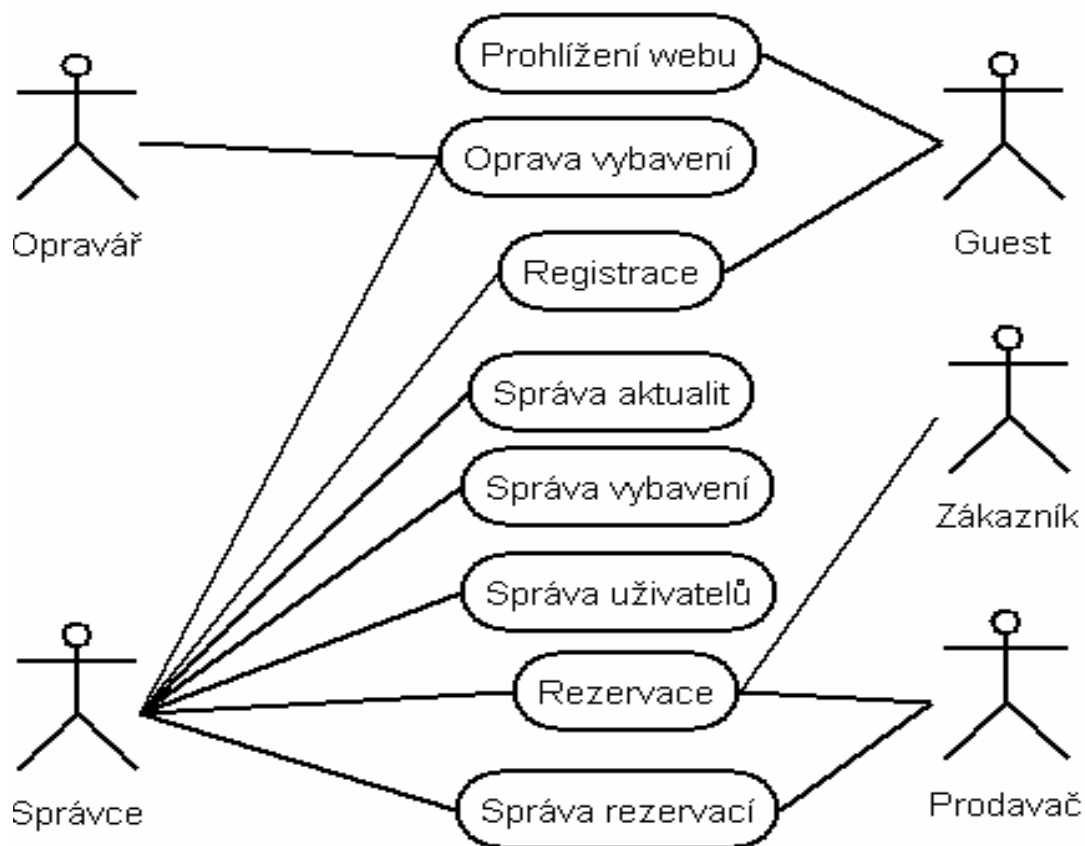 Prohlížení webu
Oprava vybavení
Opravář
Guest
Registrace
Správa aktualit
Správa vybavení
Zákazník
Správa uživatelů
Rezervace
Správce
Správa rezervací
Prodavač